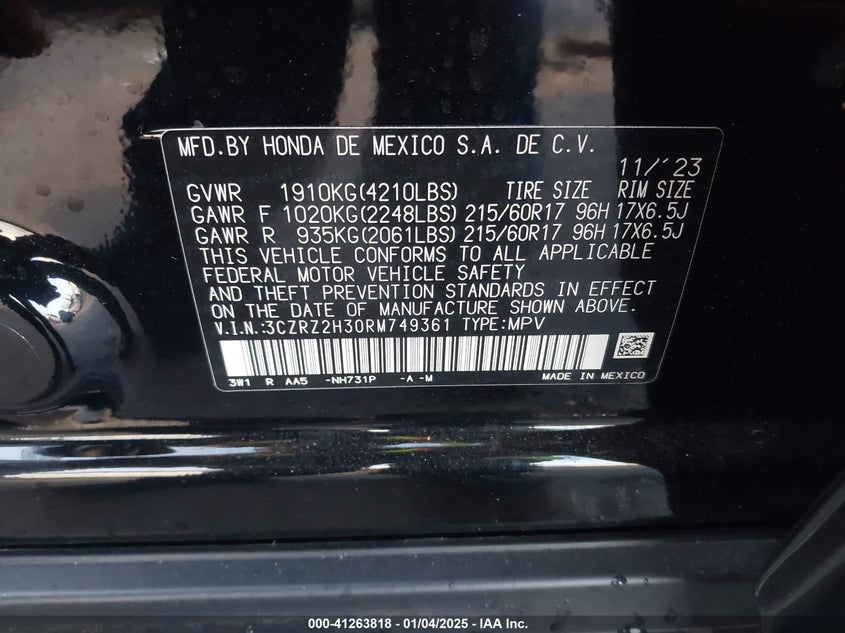 MFD.BY HONDA DE MEXICO S.A. DE C.V.
11/´23
GVWR 1910KG(4210LBS) TIRE SIZE RIM SIZE
GAWR F 1020KG(2248LBS) 215/60R17 96H 17X6.5J
GAWR R 935KG(2061LBS) 215/60R17 96H 17X6.5J
THIS VEHICLE CONFORMS TO ALL APPLICABLE
FEDERAL MOTOR VEHICLE SAFETY
AND THEFT PREVENTION STANDARDS IN EFFECT
ON THE DATE OF MANUFACTURE SHOWN ABOVE.
V.I.N.:3CZRZ2H30RM749361 TYPE:MPV
3W1 R AA5 -NH731P -A -M MADE IN MEXICO
000-41263818 - 01/04/2025 - IAA Inc.